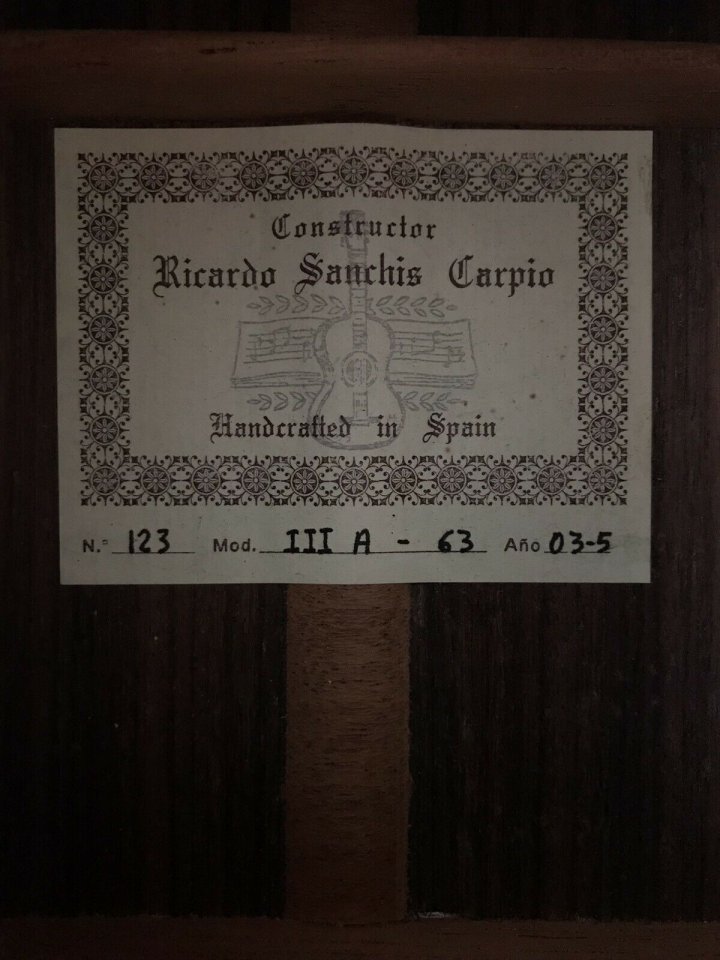 Constructor
Ricardo Sanchis Carpio
Handcrafted in Spain
N.º 123 Mod. III A - 63 Año 03-5